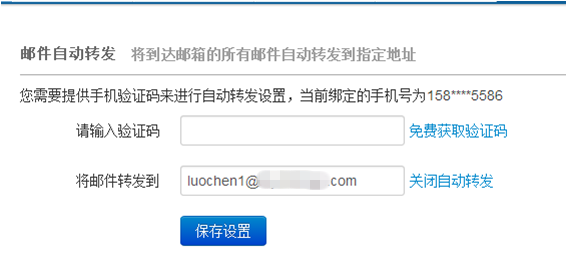 邮件自动转发 将到达邮箱的所有邮件自动转发到指定地址
您需要提供手机验证码来进行自动转发设置，当前绑定的手机号为158****5586
请输入验证码 免费获取验证码
将邮件转发到 luochen1@ .com 关闭自动转发
保存设置